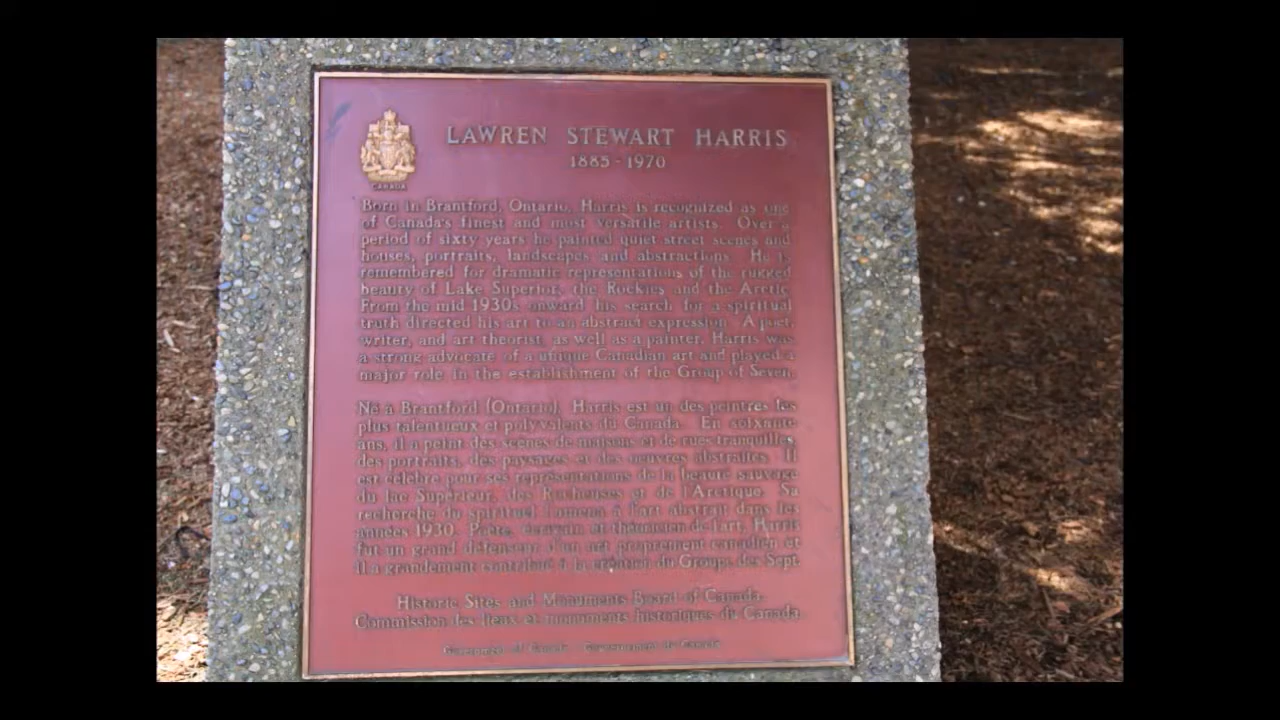 LAWREN STEWART HARRIS
1885 - 1970
CANADA
Born in Brantford, Ontario, Harris is recognized as one
of Canada's finest and most versatile artists. Over a
period of sixty years he painted quiet street scenes and
houses, portraits, landscapes and abstractions. He is
remembered for dramatic representations of the rugged
beauty of Lake Superior, the Rockies and the Arctic.
From the mid 1930s onward his search for a spiritual
truth directed his art to an abstract expression. A poet,
writer, and art theorist, as well as a painter, Harris was
a strong advocate of a unique Canadian art and played a
major role in the establishment of the Group of Seven.
Né à Brantford (Ontario), Harris est un des peintres les
plus talentueux et polyvalents du Canada. En soixante
ans, il a peint des scènes de maisons et de rues tranquilles,
des portraits, des paysages et des oeuvres abstraites. Il
est célèbre pour ses représentations de la beauté sauvage
du lac Supérieur, des Rocheuses et de l'Arctique. Sa
recherche du spirituel l'omena à l'art abstrait dans les
années 1930. Poète, écrivain et théoricien de l'art, Harris
fut un grand défenseur d'un art proprement canadien et
il a grandement contribué à la création du Groupe des Sept.
Historic Sites and Monuments Board of Canada.
Commission des lieux et monuments historiques du Canada.
Government of Canada - Gouvernement du Canada